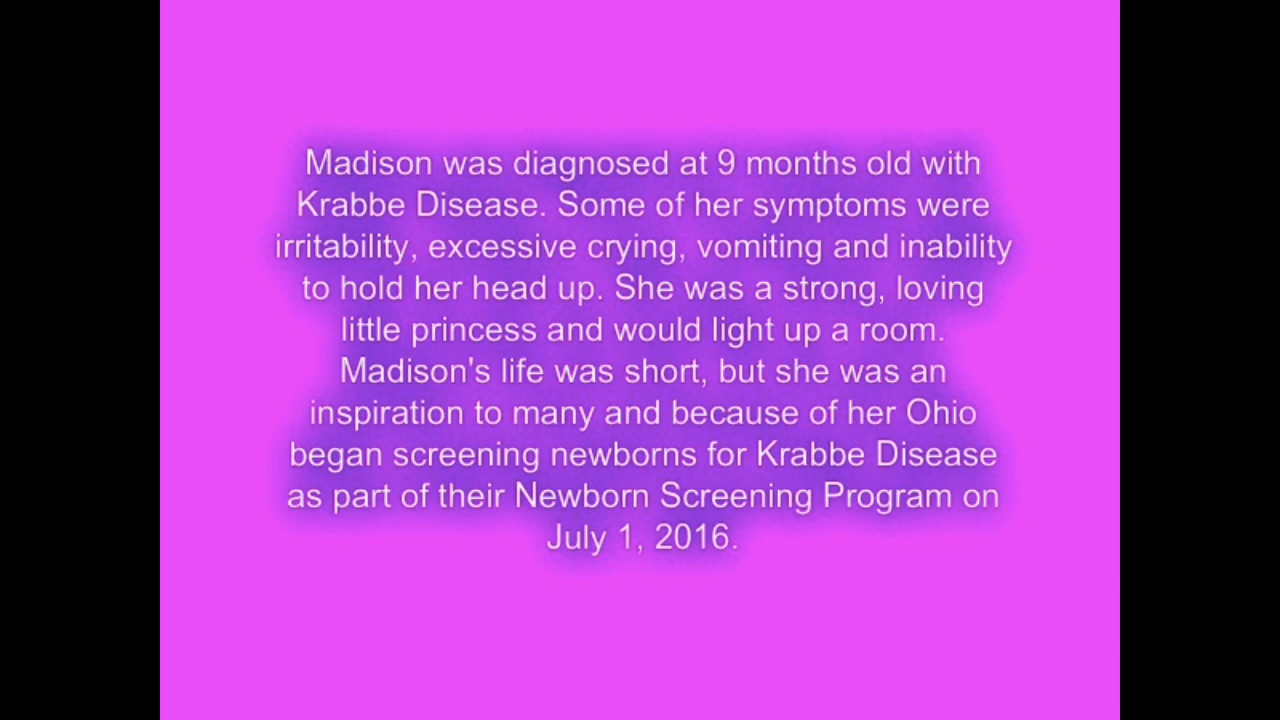 Madison was diagnosed at 9 months old with
Krabbe Disease. Some of her symptoms were
irritability, excessive crying, vomiting and inability
to hold her head up. She was a strong, loving
little princess and would light up a room.
Madison's life was short, but she was an
inspiration to many and because of her Ohio
began screening newborns for Krabbe Disease
as part of their Newborn Screening Program on
July 1, 2016.